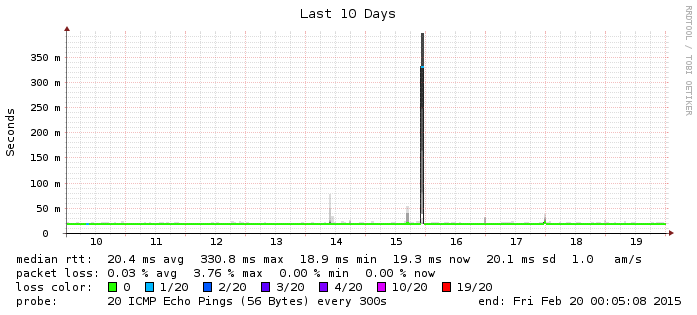 Last 10 Days
RRDTOOL / TOBI OETIKER
Seconds
350 m
300 m
250 m
200 m
150 m
100 m
50 m
0
10 11 12 13 14 15 16 17 18 19
median rtt: 20.4 ms avg 330.8 ms max 18.9 ms min 19.3 ms now 20.1 ms sd 1.0 am/s
packet loss: 0.03 % avg 3.76 % max 0.00 % min 0.00 % now
loss color: 0 1/20 2/20 3/20 4/20 10/20 19/20
probe: 20 ICMP Echo Pings (56 Bytes) every 300s end: Fri Feb 20 00:05:08 2015